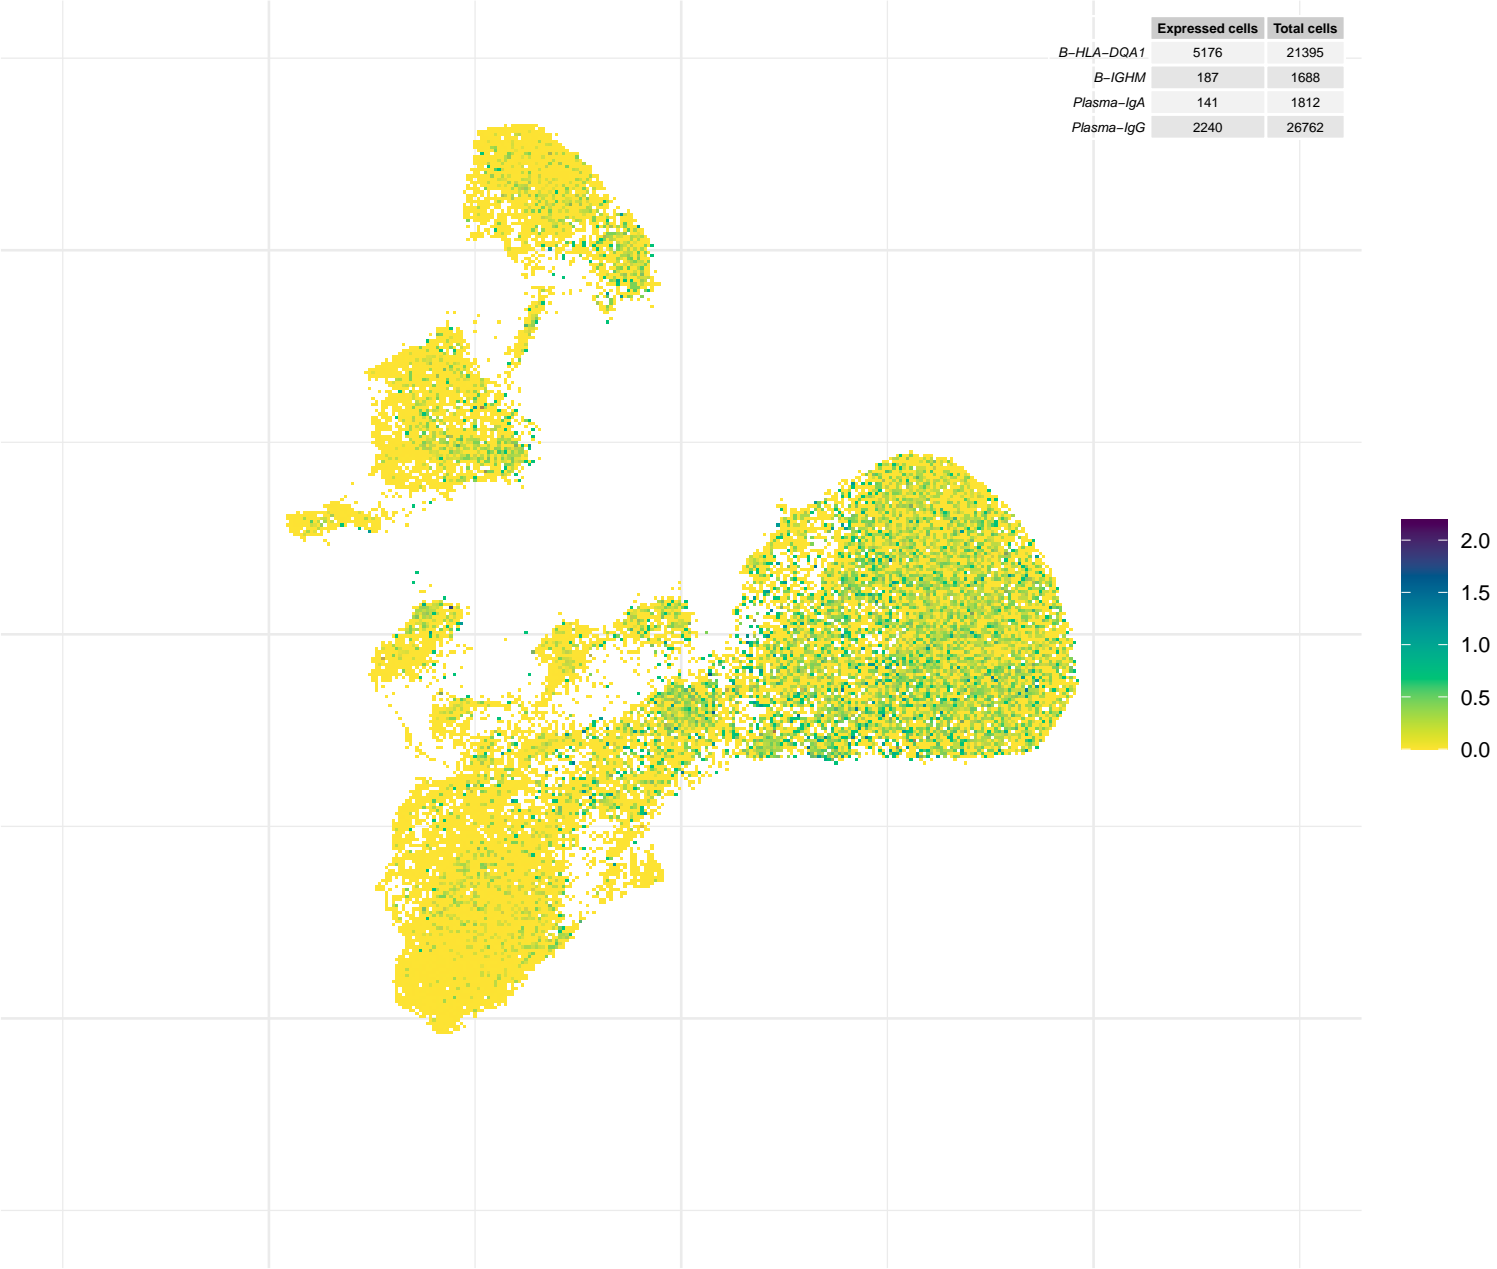 Expressed cells Total cells
B−HLA−DQA1 5176 21395
B−IGHM 187 1688
Plasma−IgA 141 1812
Plasma−IgG 2240 26762
2.0
1.5
1.0
0.5
0.0